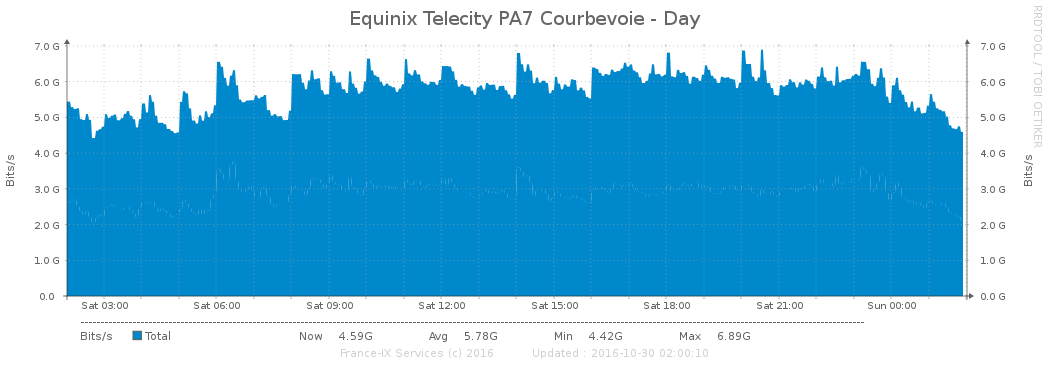 Equinix Telecity PA7 Courbevoie - Day
RRDTOOL / TOBI OETIKER
Bits/s
7.0 G
6.0 G
5.0 G
4.0 G
3.0 G
2.0 G
1.0 G
0.0
7.0 G
6.0 G
5.0 G
4.0 G
3.0 G
2.0 G
1.0 G
0.0 G
Bits/s
Sat 03:00 Sat 06:00 Sat 09:00 Sat 12:00 Sat 15:00 Sat 18:00 Sat 21:00 Sun 00:00
Bits/s Total Now 4.59G Avg 5.78G Min 4.42G Max 6.89G
France-IX Services (c) 2016 Updated : 2016-10-30 02:00:10